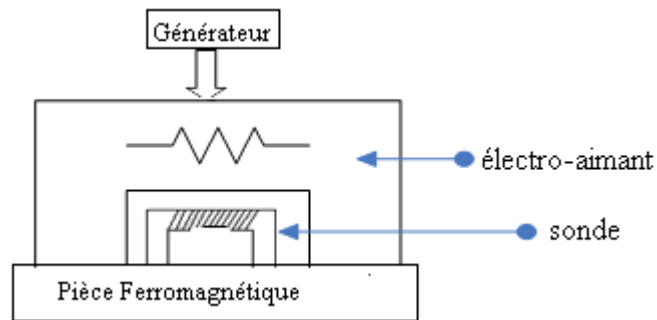 Générateur
électro-aimant
sonde
Pièce Ferromagnétique